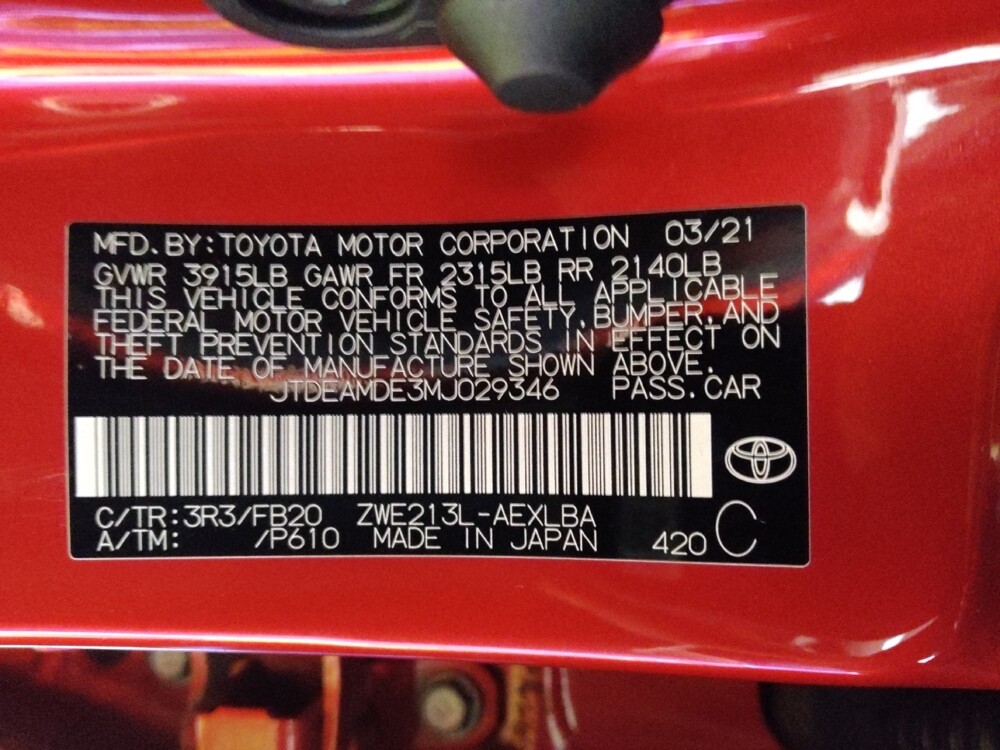 MFD.BY:TOYOTA MOTOR CORPORATION 03/21
GVWR 3915LB GAWR FR 2315LB RR 2140LB
THIS VEHICLE CONFORMS TO ALL APPLICABLE
FEDERAL MOTOR VEHICLE SAFETY,BUMPER,AND
THEFT PREVENTION STANDARDS IN EFFECT ON
THE DATE OF MANUFACTURE SHOWN ABOVE.
JTDEAMDE3MJ029346 PASS.CAR
C/TR:3R3/FB20 ZWE213L-AEXLBA
A/TM: /P610 MADE IN JAPAN 420 C